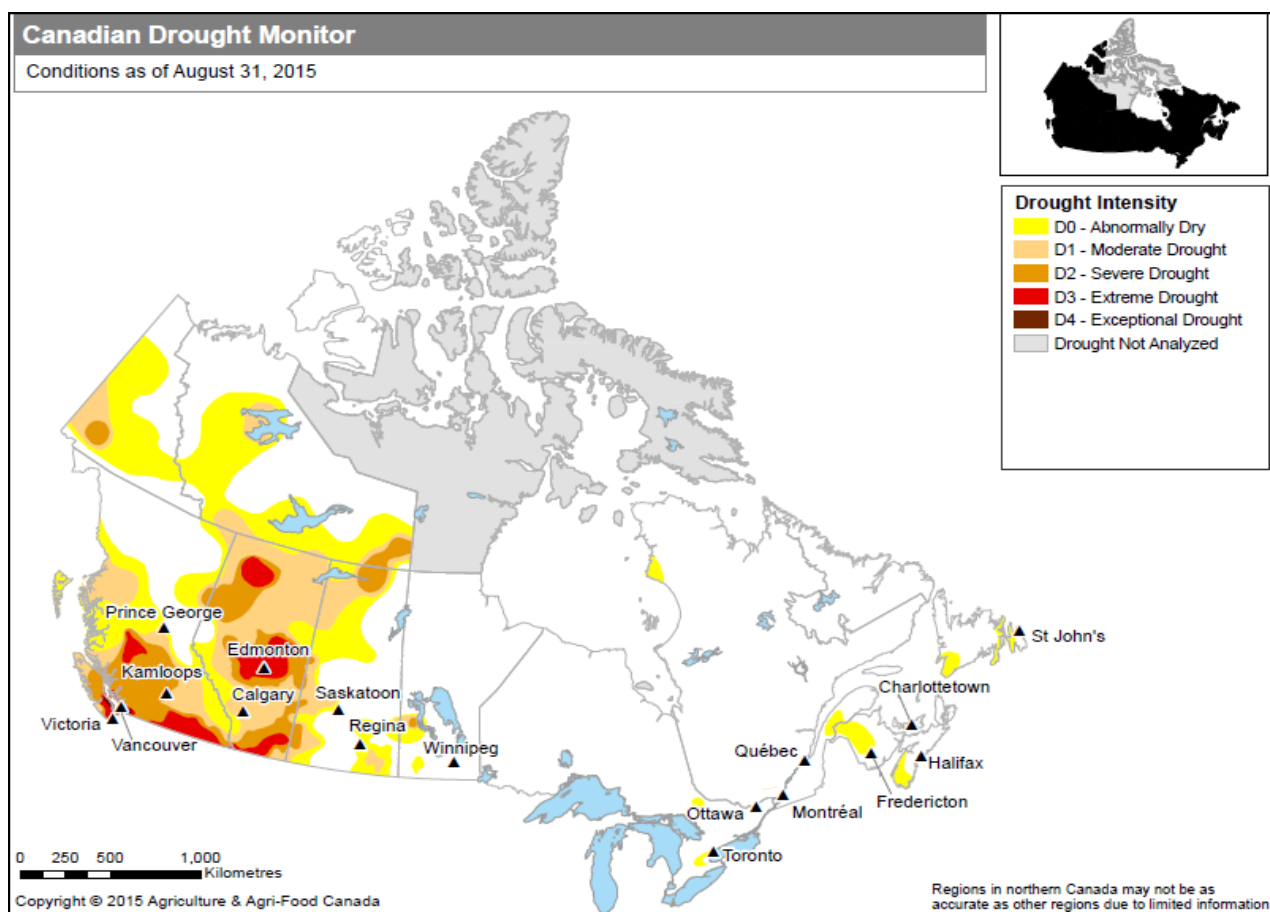 Canadian Drought Monitor
Conditions as of August 31, 2015
Drought Intensity
D0 - Abnormally Dry
D1 - Moderate Drought
D2 - Severe Drought
D3 - Extreme Drought
D4 - Exceptional Drought
Drought Not Analyzed
Prince George
Edmonton
Kamloops
Calgary
Saskatoon
Victoria
Regina
Vancouver
Winnipeg
St John's
Charlottetown
Québec
Halifax
Fredericton
Ottawa
Montréal
Toronto
0 250 500 1,000
Kilometres
Copyright © 2015 Agriculture & Agri-Food Canada
Regions in northern Canada may not be as
accurate as other regions due to limited information